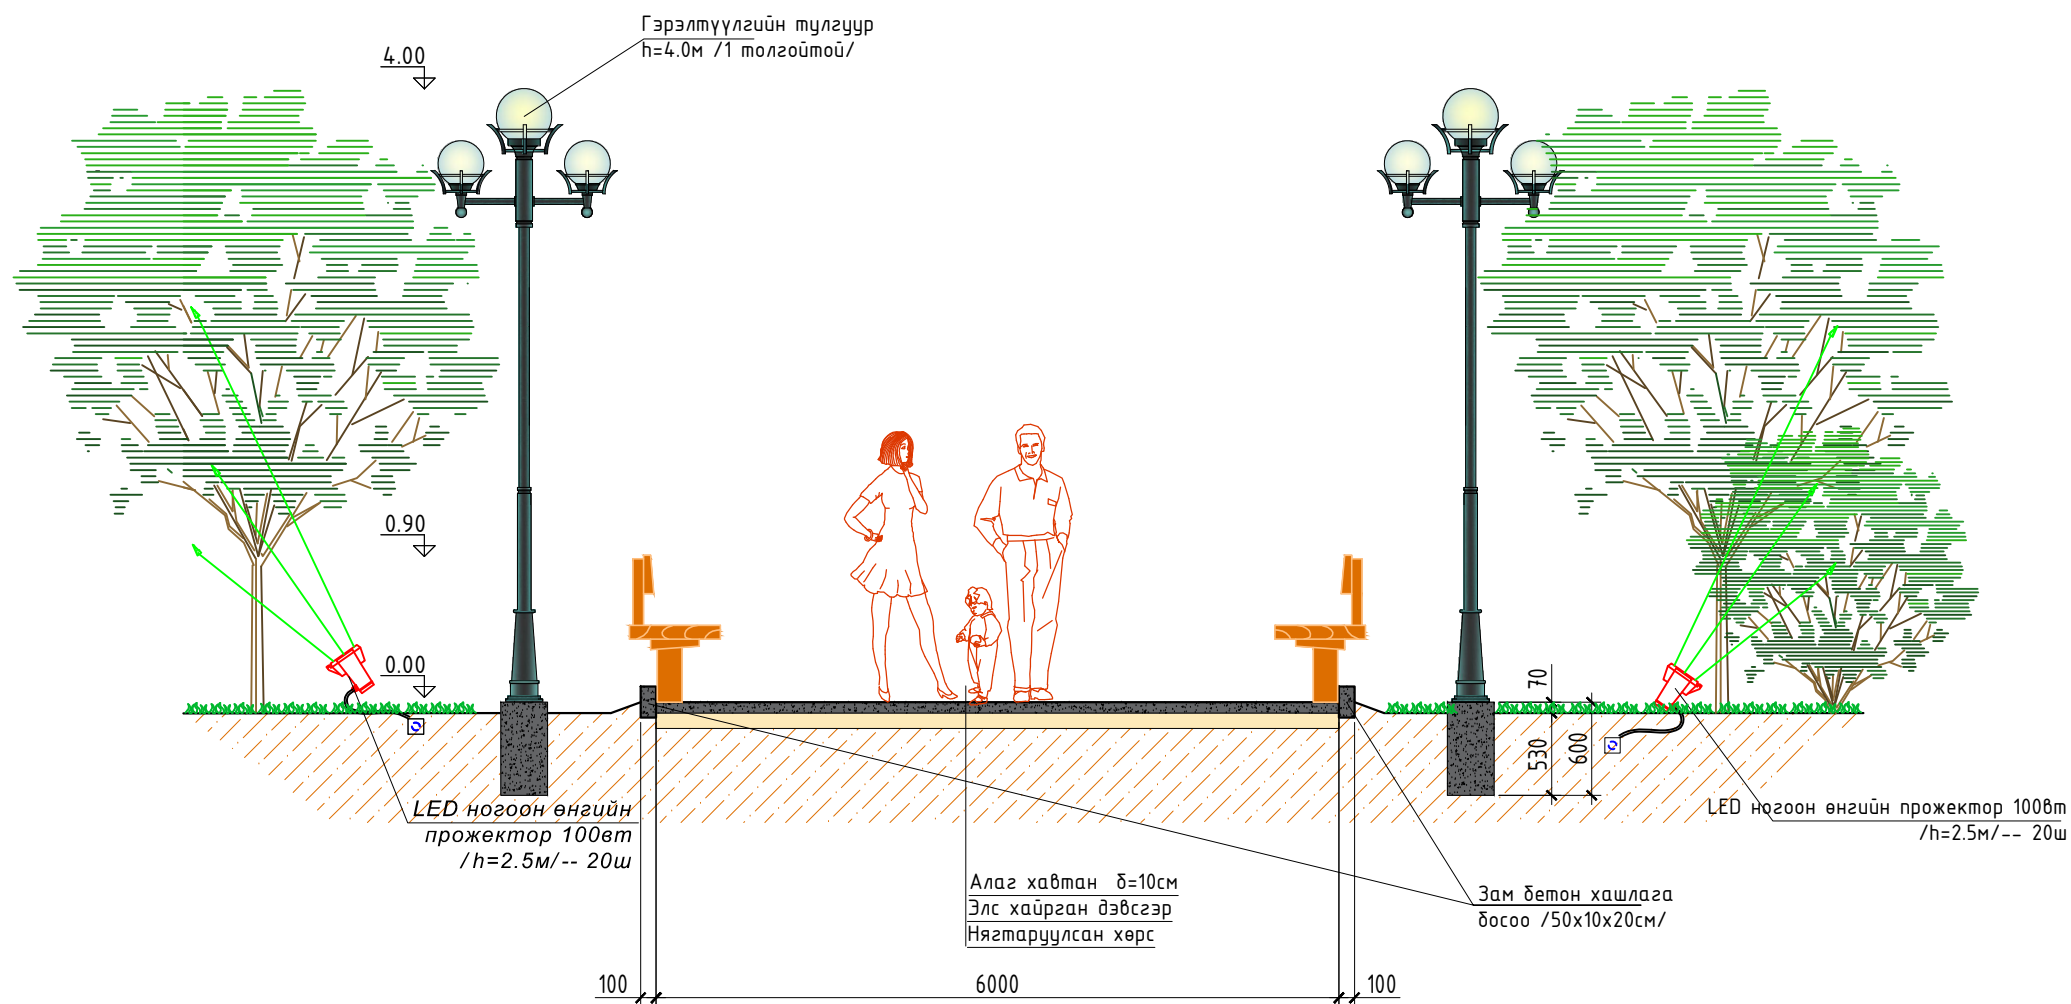 Гэрэлтүүлгийн тулгуур
h=4.0м /1 толгойтой/
4.00
0.90
0.00
70
530
600
LED ногоон өнгийн
прожектор 100вт
/h=2.5м/-- 20ш
LED ногоон өнгийн прожектор 100вт
/h=2.5м/-- 20ш
Алаг хавтан δ=10см
Элс хайрган дэвсгэр
Нягтаруулсан хөрс
Зам бетон хашлага
босоо /50x10x20см/
100
6000
100